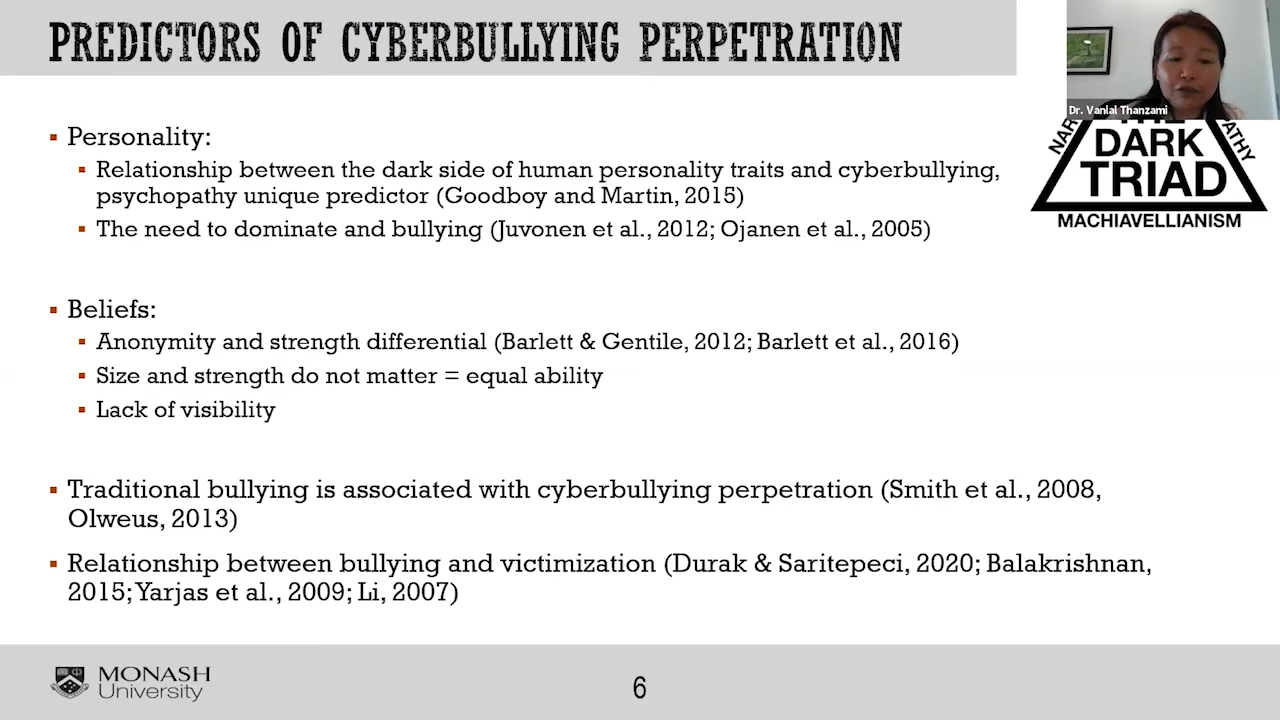 PREDICTORS OF CYBERBULLYING PERPETRATION
Dr. Vanlal Thanzami
DARK
TRIAD
MACHIAVELLIANISM
▪ Personality:
▪ Relationship between the dark side of human personality traits and cyberbullying,
psychopathy unique predictor (Goodboy and Martin, 2015)
▪ The need to dominate and bullying (Juvonen et al., 2012; Ojanen et al., 2005)
▪ Beliefs:
▪ Anonymity and strength differential (Barlett & Gentile, 2012; Barlett et al., 2016)
▪ Size and strength do not matter = equal ability
▪ Lack of visibility
▪ Traditional bullying is associated with cyberbullying perpetration (Smith et al., 2008,
Olweus, 2013)
▪ Relationship between bullying and victimization (Durak & Saritepeci, 2020; Balakrishnan,
2015; Yarjas et al., 2009; Li, 2007)
MONASH
University
6